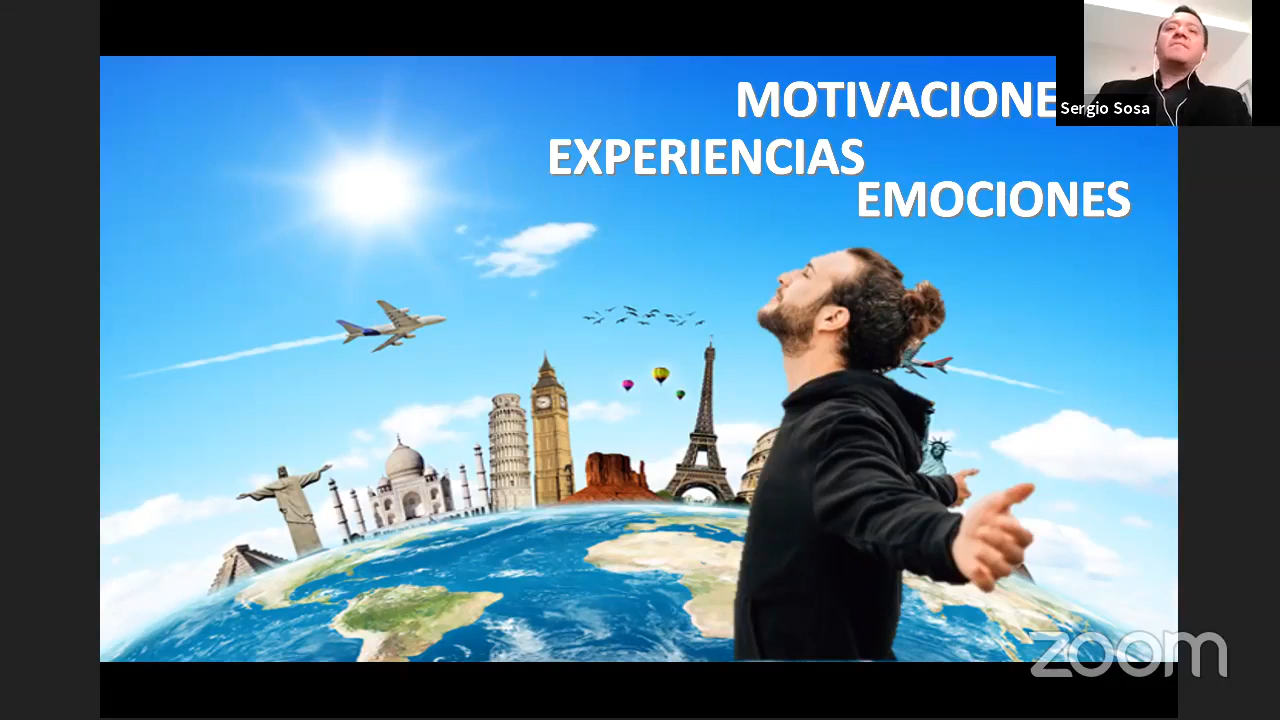 MOTIVACIONE
Sergio Sosa
EXPERIENCIAS
EMOCIONES
zoom